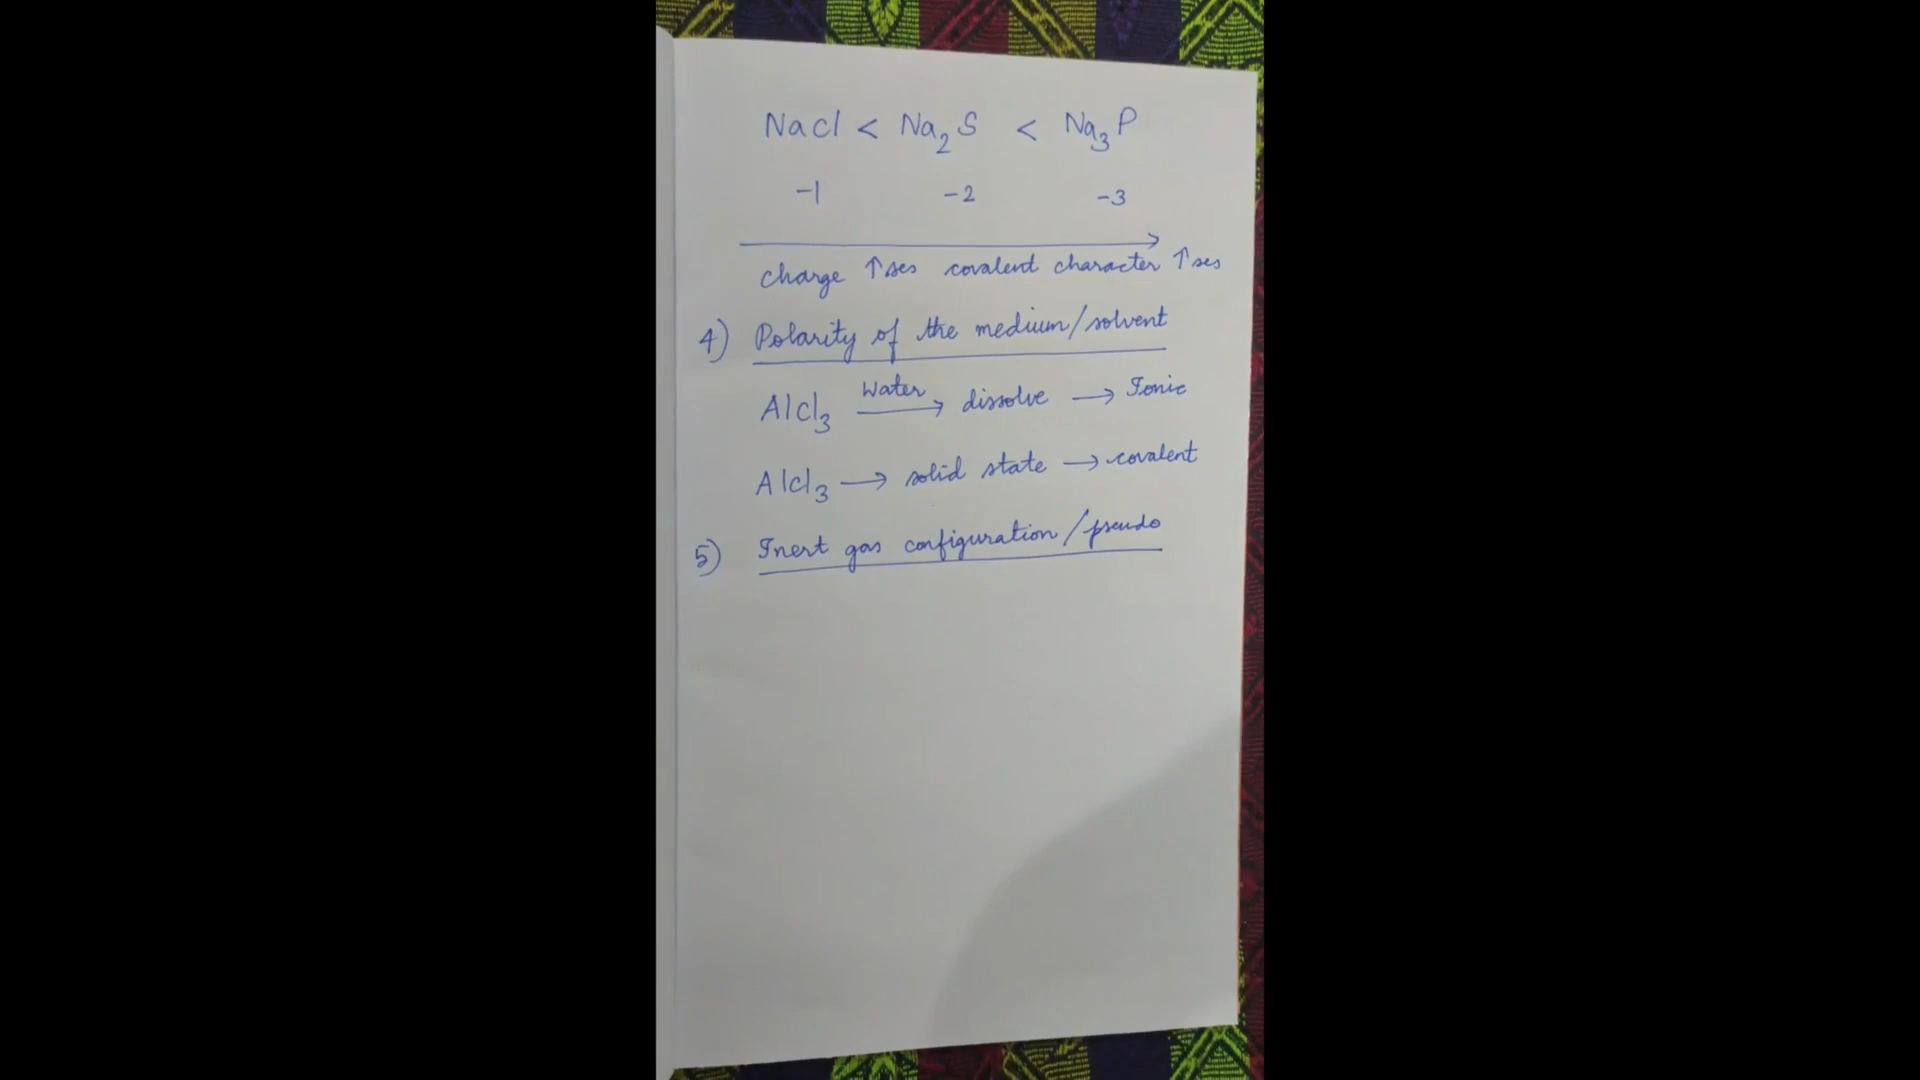 NaCl < Na₂S < Na₃P
-1 -2 -3
charge ↑ses covalent character ↑ses
4) Polarity of the medium/solvent
AlCl₃ Water → dissolve → Ionic
AlCl₃ → solid state → covalent
5) Inert gas configuration/pseudo